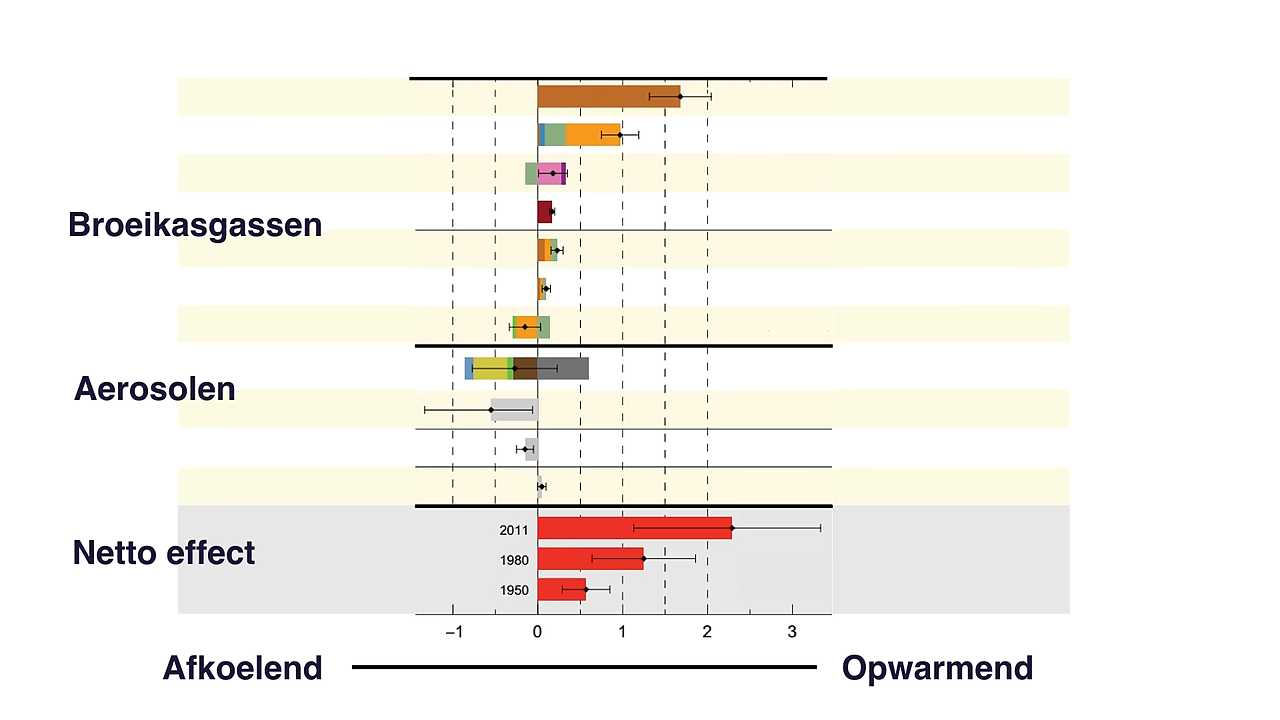 Broeikasgassen
Aerosolen
Netto effect
2011
1980
1950
–1 0 1 2 3
Afkoelend Opwarmend